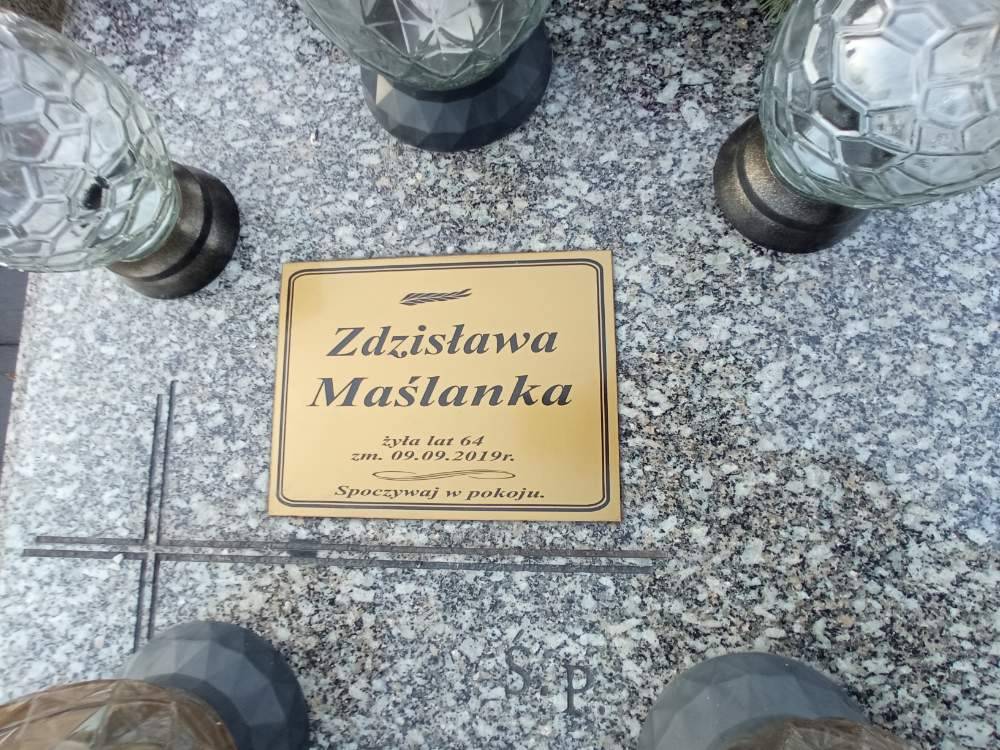 Zdzisława
Maślanka
żyła lat 64
zm. 09.09.2019r.
Spoczywaj w pokoju.
Ś.P